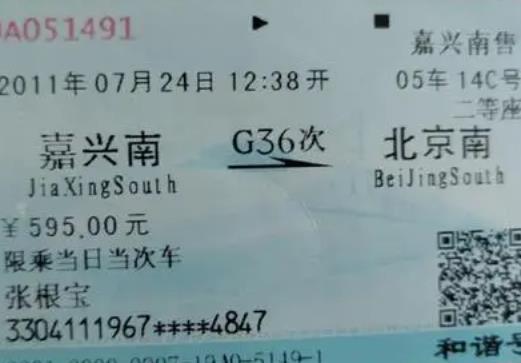 A051491
嘉兴南售
2011年07月24日 12:38开
05车 14C号
二等座
嘉兴南 G36次 北京南
JiaXingSouth BeiJingSouth
￥595.00元
限乘当日当次车
张根宝
3304111967****4847
和谐号